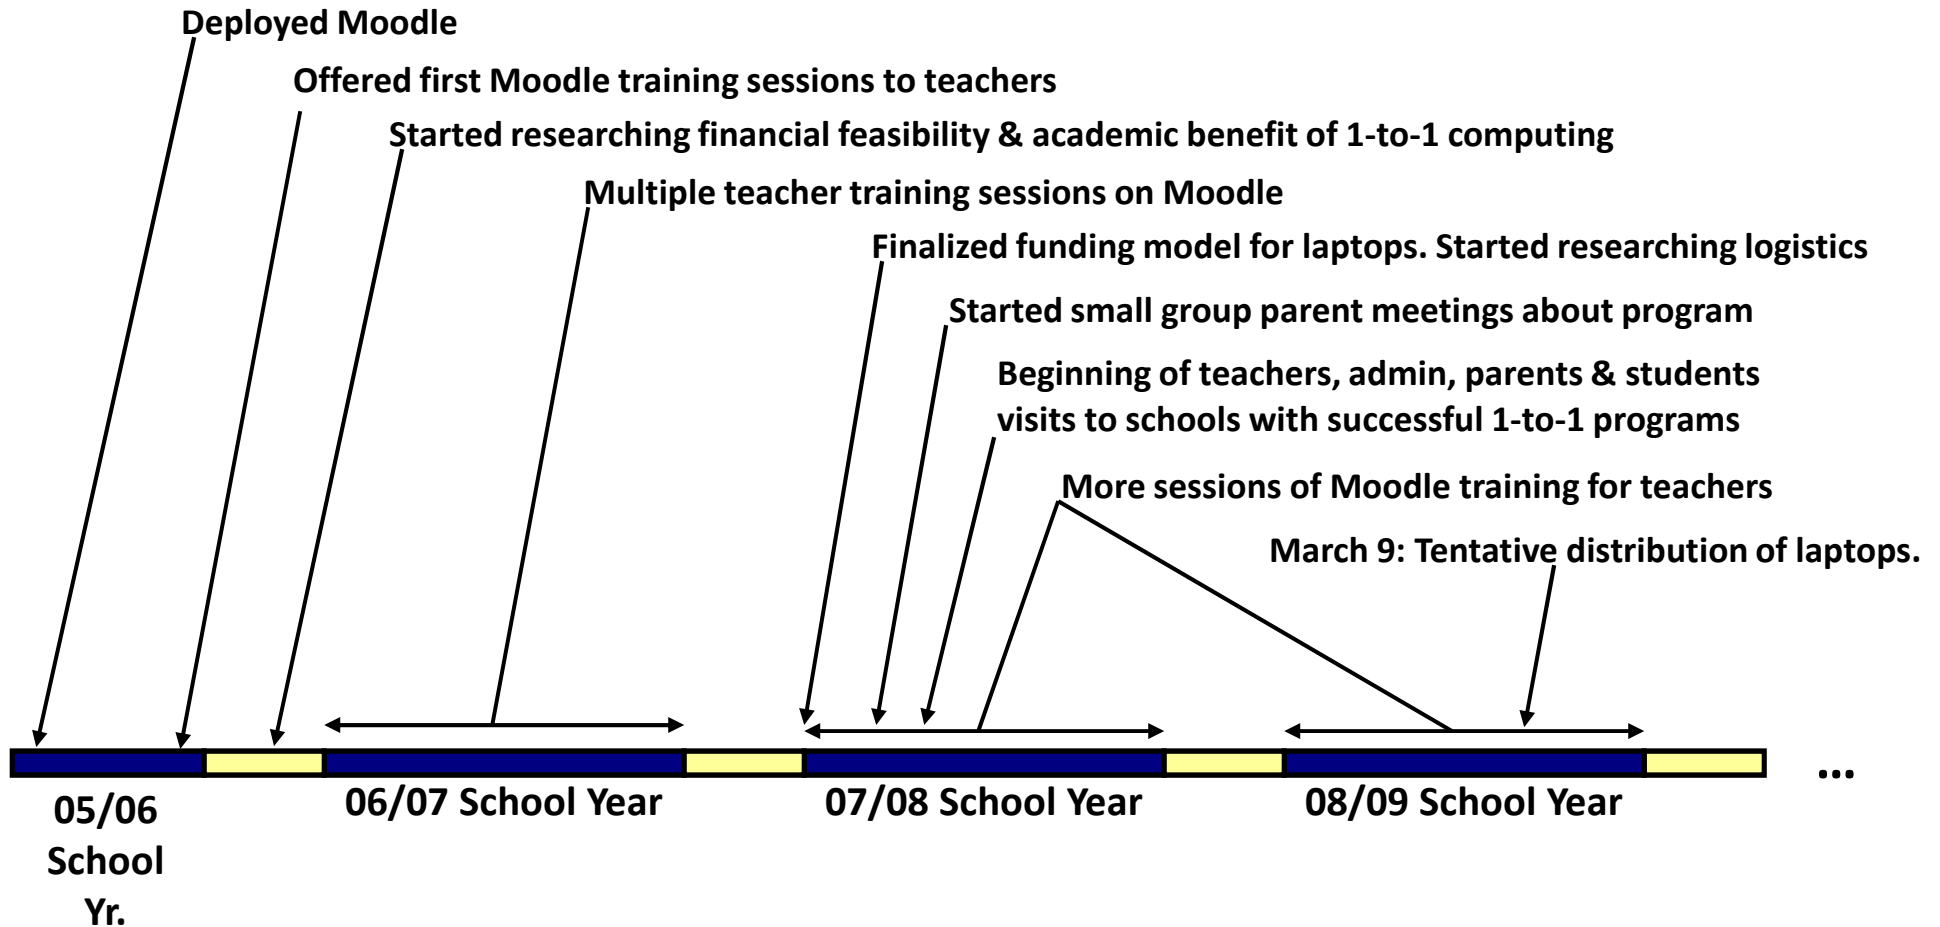 Deployed Moodle
Offered first Moodle training sessions to teachers
Started researching financial feasibility & academic benefit of 1-to-1 computing
Multiple teacher training sessions on Moodle
Finalized funding model for laptops. Started researching logistics
Started small group parent meetings about program
Beginning of teachers, admin, parents & students
visits to schools with successful 1-to-1 programs
More sessions of Moodle training for teachers
March 9: Tentative distribution of laptops.
...
05/06
School
Yr.
06/07 School Year
07/08 School Year
08/09 School Year